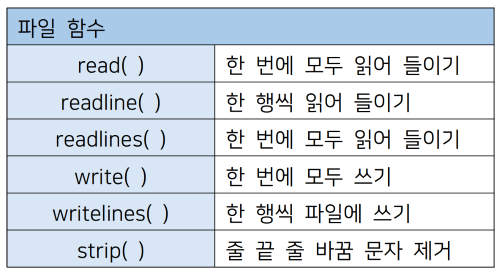 파일 함수
read( ) 한 번에 모두 읽어 들이기
readline( ) 한 행씩 읽어 들이기
readlines( ) 한 번에 모두 읽어 들이기
write( ) 한 번에 모두 쓰기
writelines( ) 한 행씩 파일에 쓰기
strip( ) 줄 끝 줄 바꿈 문자 제거